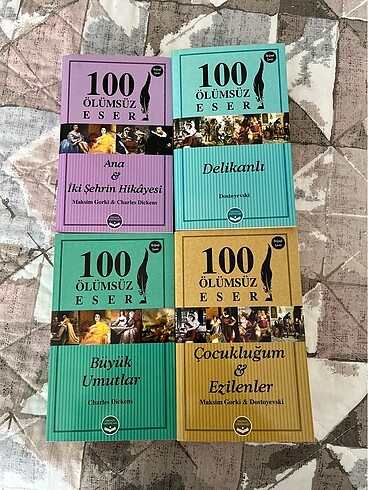 100
ÖLÜMSÜZ
ESER
Ana
&
İki Şehrin Hikâyesi
Maksim Gorki & Charles Dickens
100
ÖLÜMSÜZ
ESER
Delikanlı
Dostoyevski
100
ÖLÜMSÜZ
ESER
Büyük
Umutlar
Charles Dickens
100
ÖLÜMSÜZ
ESER
Çocukluğum
&
Ezilenler
Maksim Gorki & Dostoyevski